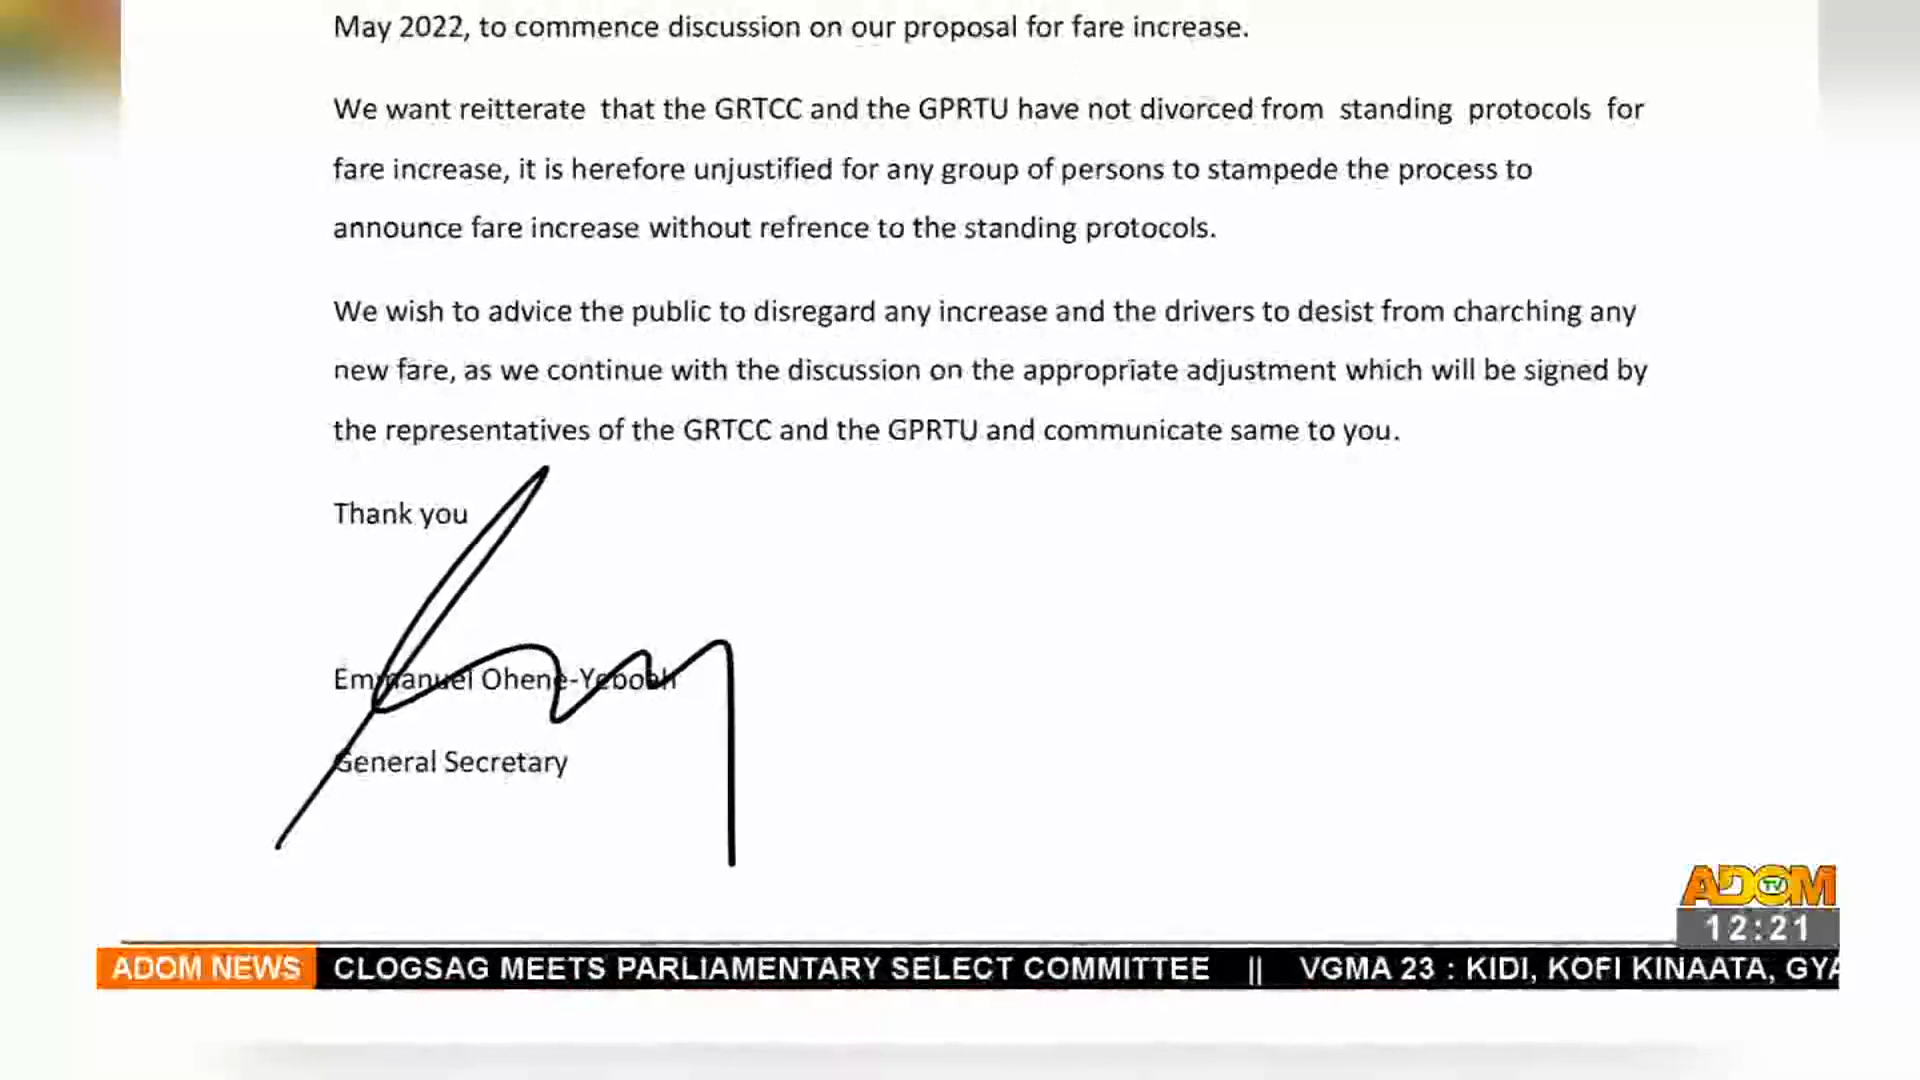 May 2022, to commence discussion on our proposal for fare increase.
We want reitterate that the GRTCC and the GPRTU have not divorced from standing protocols for
fare increase, it is herefore unjustified for any group of persons to stampede the process to
announce fare increase without refrence to the standing protocols.
We wish to advice the public to disregard any increase and the drivers to desist from charching any
new fare, as we continue with the discussion on the appropriate adjustment which will be signed by
the representatives of the GRTCC and the GPRTU and communicate same to you.
Thank you
Emmanuel Ohene-Yeboah
General Secretary
ADOM TV
12:21
ADOM NEWS CLOGSAG MEETS PARLIAMENTARY SELECT COMMITTEE || VGMA 23 : KIDI, KOFI KINAATA, GYA